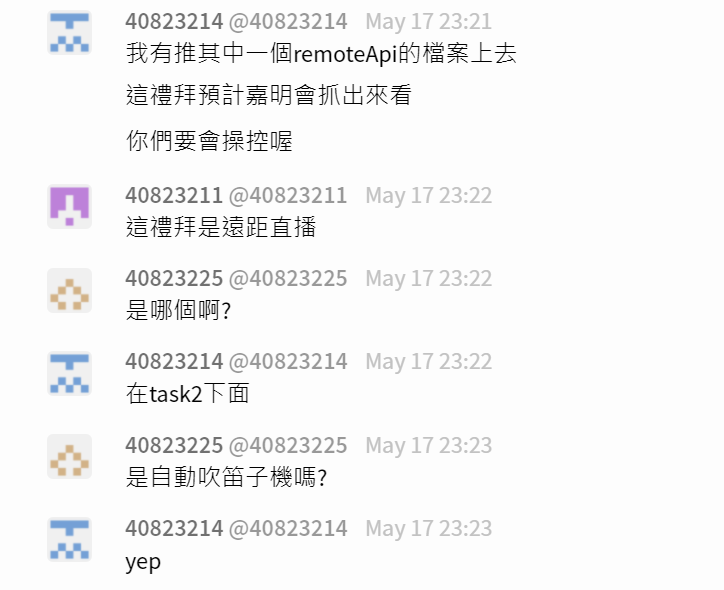 40823214 @40823214 May 17 23:21
我有推其中一個remoteApi的檔案上去
這禮拜預計嘉明會抓出來看
你們要會操控喔
40823211 @40823211 May 17 23:22
這禮拜是遠距直播
40823225 @40823225 May 17 23:22
是哪個啊?
40823214 @40823214 May 17 23:22
在task2下面
40823225 @40823225 May 17 23:23
是自動吹笛子機嗎?
40823214 @40823214 May 17 23:23
yep